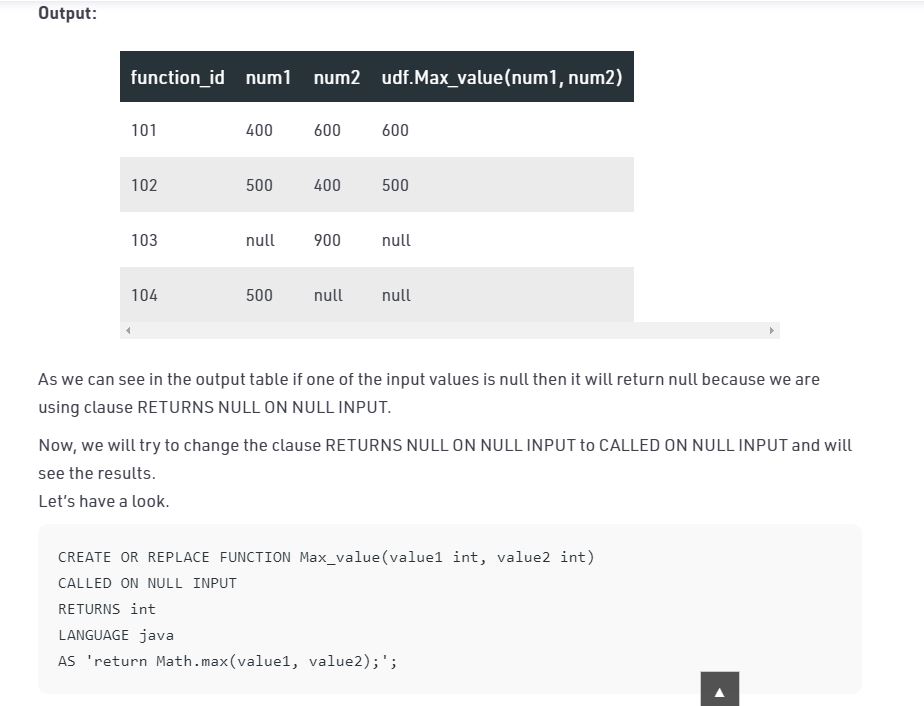 Output:
function_id num1 num2 udf.Max_value(num1, num2)
101 400 600 600
102 500 400 500
103 null 900 null
104 500 null null
As we can see in the output table if one of the input values is null then it will return null because we are
using clause RETURNS NULL ON NULL INPUT.
Now, we will try to change the clause RETURNS NULL ON NULL INPUT to CALLED ON NULL INPUT and will
see the results.
Let's have a look.
CREATE OR REPLACE FUNCTION Max_value(value1 int, value2 int)
CALLED ON NULL INPUT
RETURNS int
LANGUAGE java
AS 'return Math.max(value1, value2);';